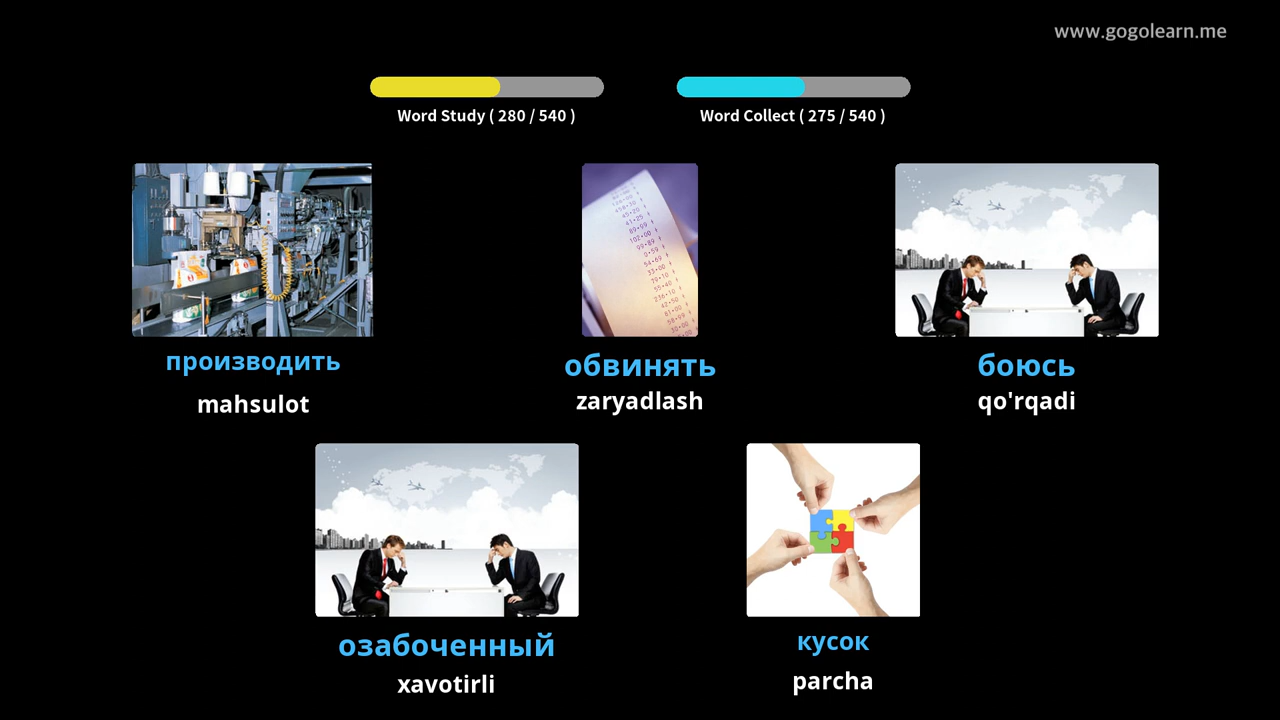 www.gogolearn.me
Word Study ( 280 / 540 )
Word Collect ( 275 / 540 )
производить
mahsulot
обвинять
zaryadlash
боюсь
qo'rqadi
озабоченный
xavotirli
кусок
parcha